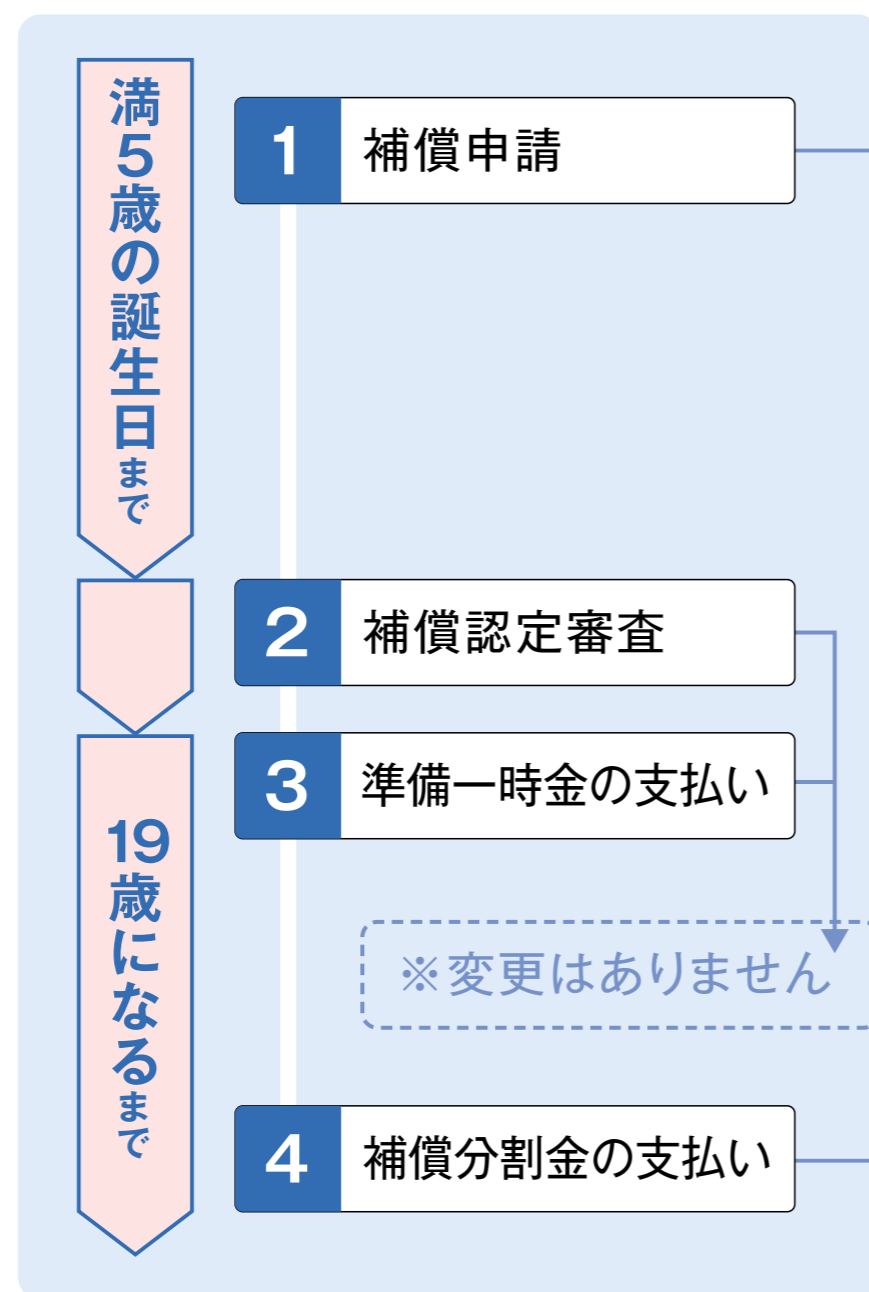 満5歳の誕生日まで
1 補償申請
2 補償認定審査
3 準備一時金の支払い
19歳になるまで
※変更はありません
4 補償分割金の支払い